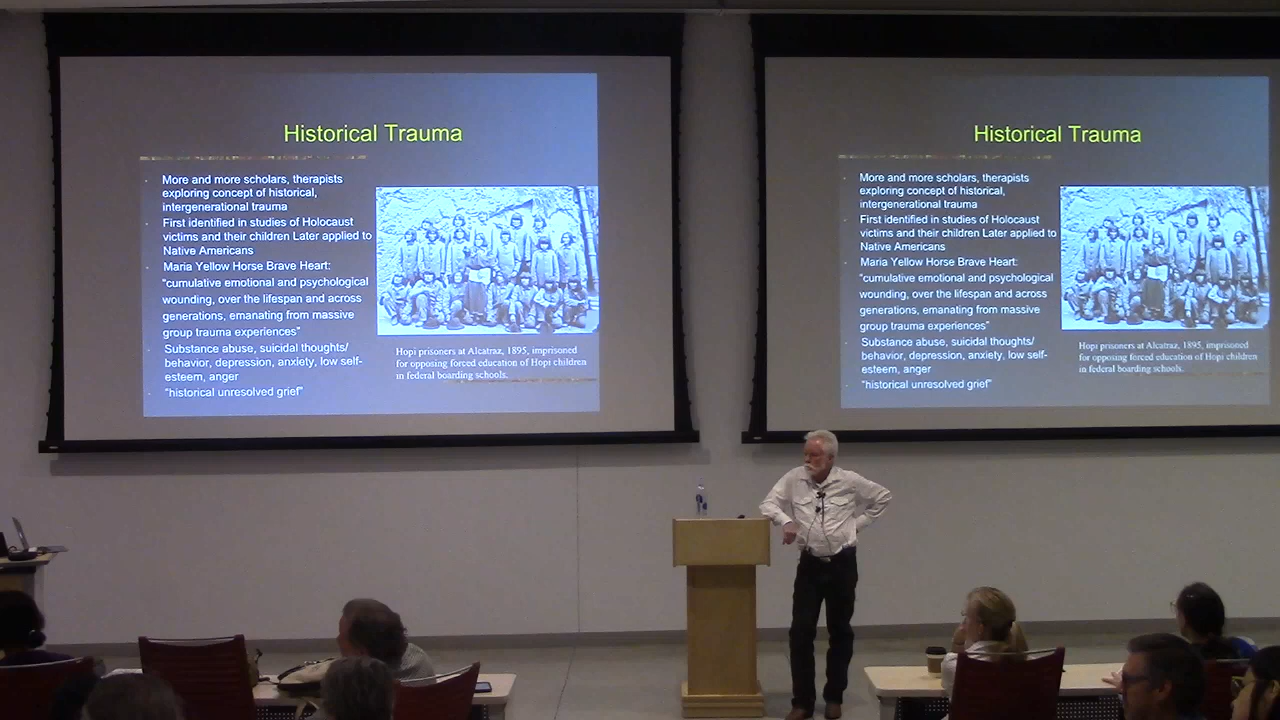 Historical Trauma
More and more scholars, therapists
exploring concept of historical,
intergenerational trauma
First identified in studies of Holocaust
victims and their children Later applied to
Native Americans
Maria Yellow Horse Brave Heart:
"cumulative emotional and psychological
wounding, over the lifespan and across
generations, emanating from massive
group trauma experiences"
Substance abuse, suicidal thoughts/
behavior, depression, anxiety, low self-
esteem, anger
"historical unresolved grief"
Hopi prisoners at Alcatraz, 1895, imprisoned
for opposing forced education of Hopi children
in federal boarding schools.
Historical Trauma
More and more scholars, therapists
exploring concept of historical,
intergenerational trauma
First identified in studies of Holocaust
victims and their children Later applied to
Native Americans
Maria Yellow Horse Brave Heart:
"cumulative emotional and psychological
wounding, over the lifespan and across
generations, emanating from massive
group trauma experiences"
Substance abuse, suicidal thoughts/
behavior, depression, anxiety, low self-
esteem, anger
"historical unresolved grief"
Hopi prisoners at Alcatraz, 1895, imprisoned
for opposing forced education of Hopi children
in federal boarding schools.